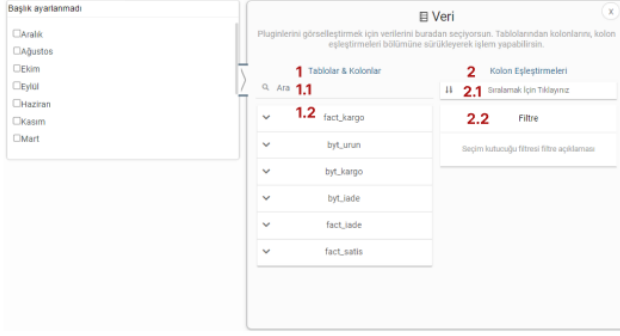 Başlık ayarlanmadı
Aralık
Ağustos
Ekim
Eylül
Haziran
Kasım
Mart
Veri
x
Pluginlerini görselleştirmek için verilerini buradan seçiyorsun. Tablolarından kolonlarını, kolon
eşleştirmeleri bölümüne sürükleyerek işlem yapabilirsin.
1 Tablolar & Kolonlar
Ara 1.1
1.2 fact_kargo
byt_urun
byt_kargo
byt_iade
fact_iade
fact_satis
2 Kolon Eşleştirmeleri
2.1 Sıralamak İçin Tıklayınız
2.2 Filtre
Seçim kutucuğu filtresi filtre açıklaması